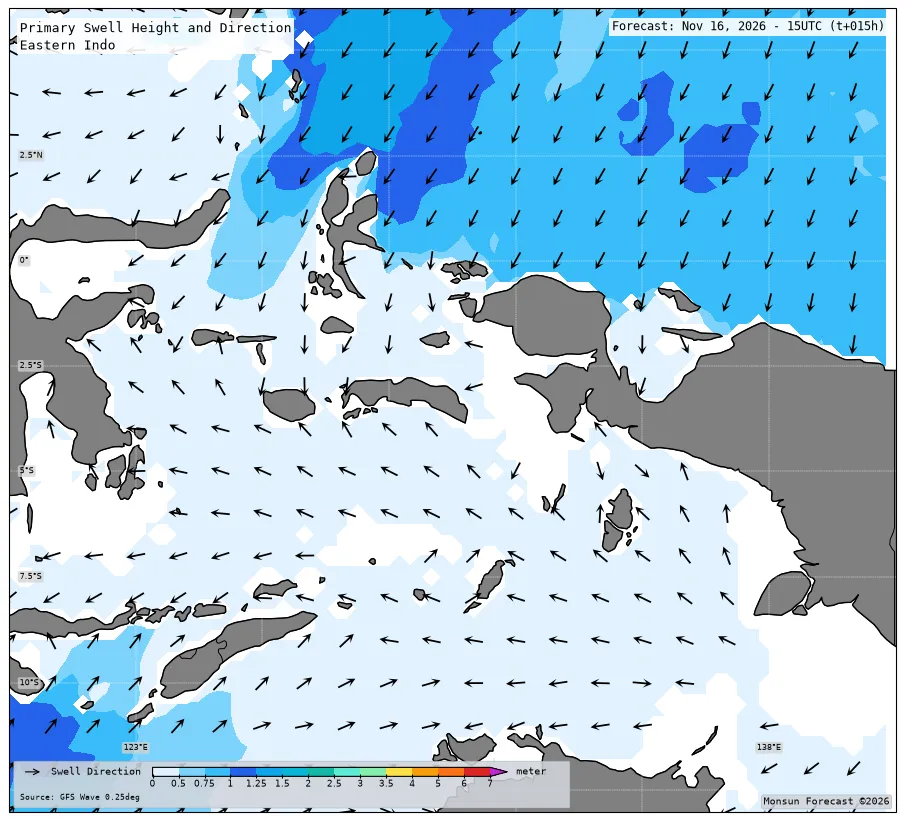 Primary Swell Height and Direction
Eastern Indo
Forecast: Nov 16, 2026 - 15UTC (t+015h)
2.5°N
0°
2.5°S
5°S
7.5°S
10°S
123°E
138°E
Swell Direction
0 0.5 0.75 1 1.25 1.5 2 2.5 3 3.5 4 5 6 7
meter
Source: GFS Wave 0.25deg
Monsun Forecast ©2026